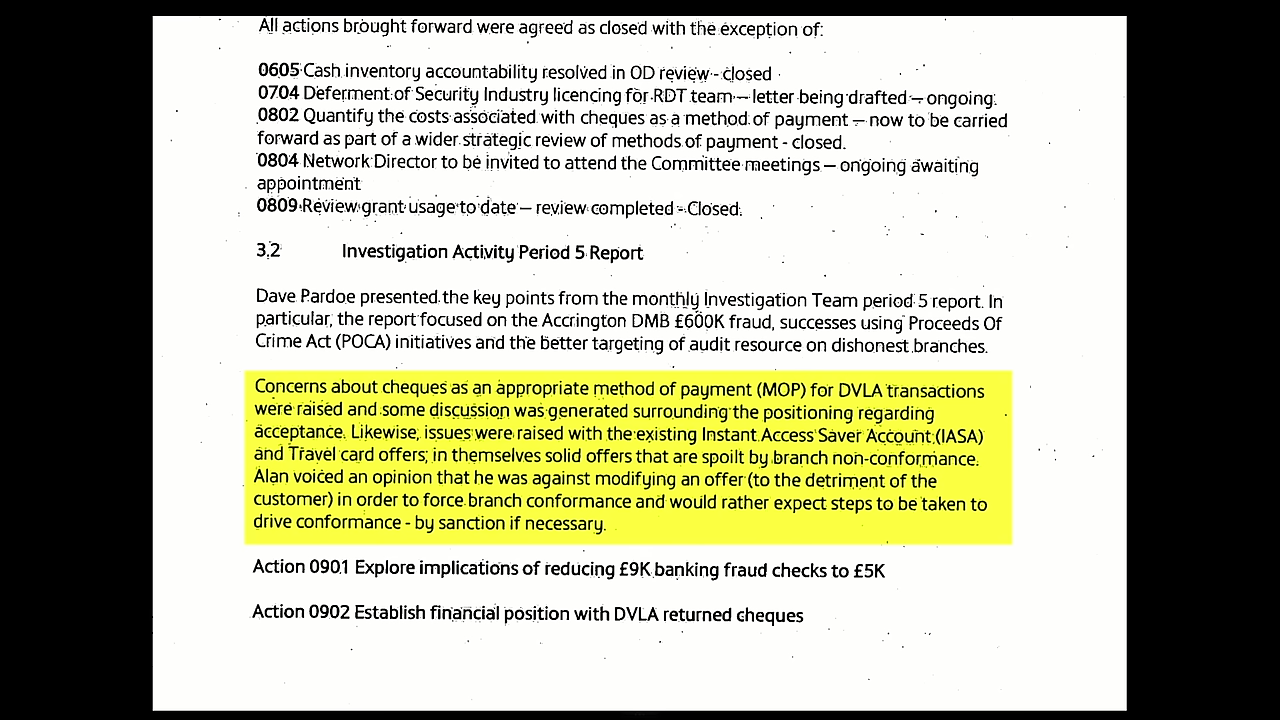 All actions brought forward were agreed as closed with the exception of:
0605 Cash inventory accountability resolved in OD review - closed
0704 Deferment of Security Industry licencing for RDT team – letter being drafted – ongoing.
0802 Quantify the costs associated with cheques as a method of payment – now to be carried
forward as part of a wider strategic review of methods of payment - closed.
0804 Network Director to be invited to attend the Committee meetings – ongoing awaiting
appointment
0809 Review grant usage to date – review completed - Closed.
3.2 Investigation Activity Period 5 Report
Dave Pardoe presented the key points from the monthly Investigation Team period 5 report. In
particular, the report focused on the Accrington DMB £600K fraud, successes using Proceeds Of
Crime Act (POCA) initiatives and the better targeting of audit resource on dishonest branches.
Concerns about cheques as an appropriate method of payment (MOP) for DVLA transactions
were raised and some discussion was generated surrounding the positioning regarding
acceptance. Likewise, issues were raised with the existing Instant Access Saver Account (IASA)
and Travel card offers; in themselves solid offers that are spoilt by branch non-conformance.
Alan voiced an opinion that he was against modifying an offer (to the detriment of the
customer) in order to force branch conformance and would rather expect steps to be taken to
drive conformance - by sanction if necessary.
Action 0901 Explore implications of reducing £9K banking fraud checks to £5K
Action 0902 Establish financial position with DVLA returned cheques